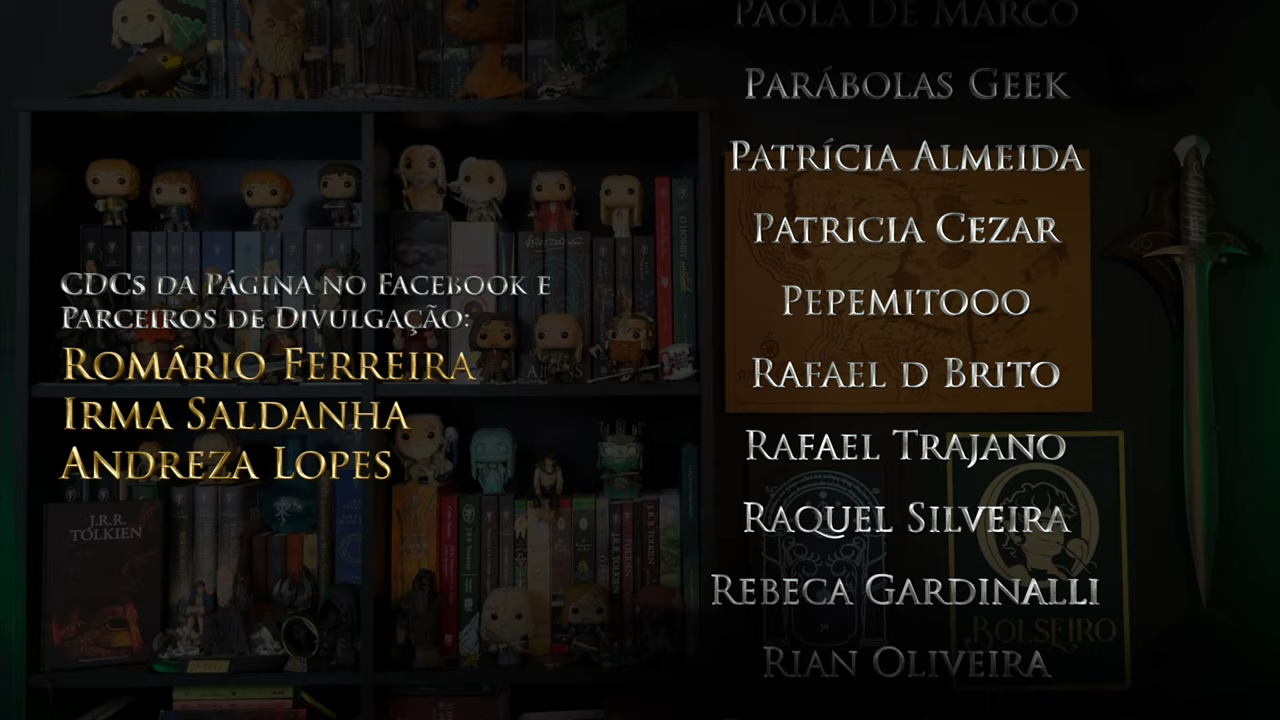 CDCs da Página no Facebook e
Parceiros de Divulgação:
Romário Ferreira
Irma Saldanha
Andreza Lopes
Paola De Marco
Parábolas Geek
Patrícia Almeida
Patricia Cezar
Pepemitooo
Rafael d Brito
Rafael Trajano
Raquel Silveira
Rebeca Gardinalli
Rian Oliveira
J.R.R.
TOLKIEN
BOLSEIRO